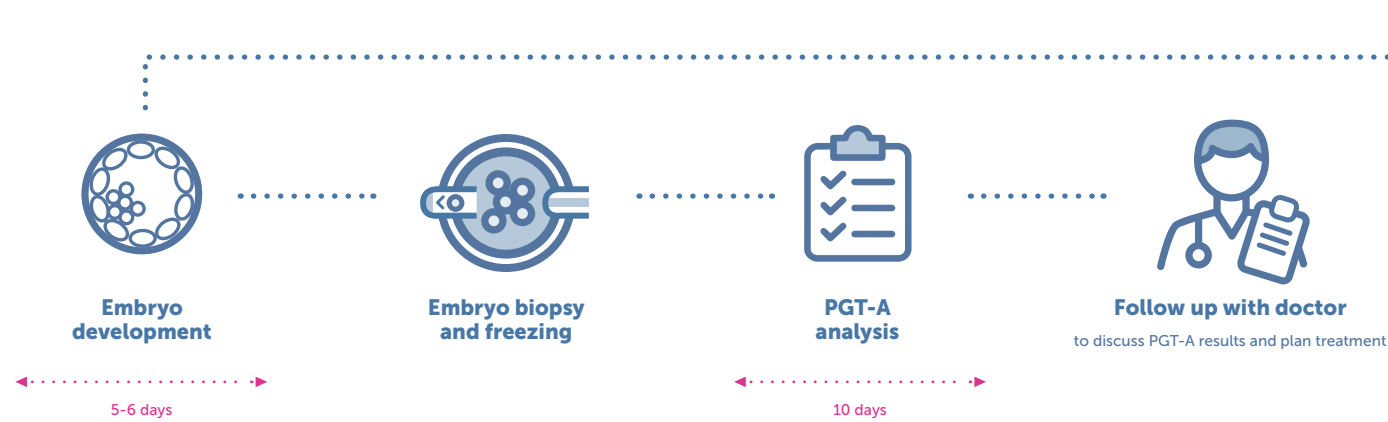 Embryo
development
Embryo biopsy
and freezing
PGT-A
analysis
Follow up with doctor
to discuss PGT-A results and plan treatment
5-6 days
10 days